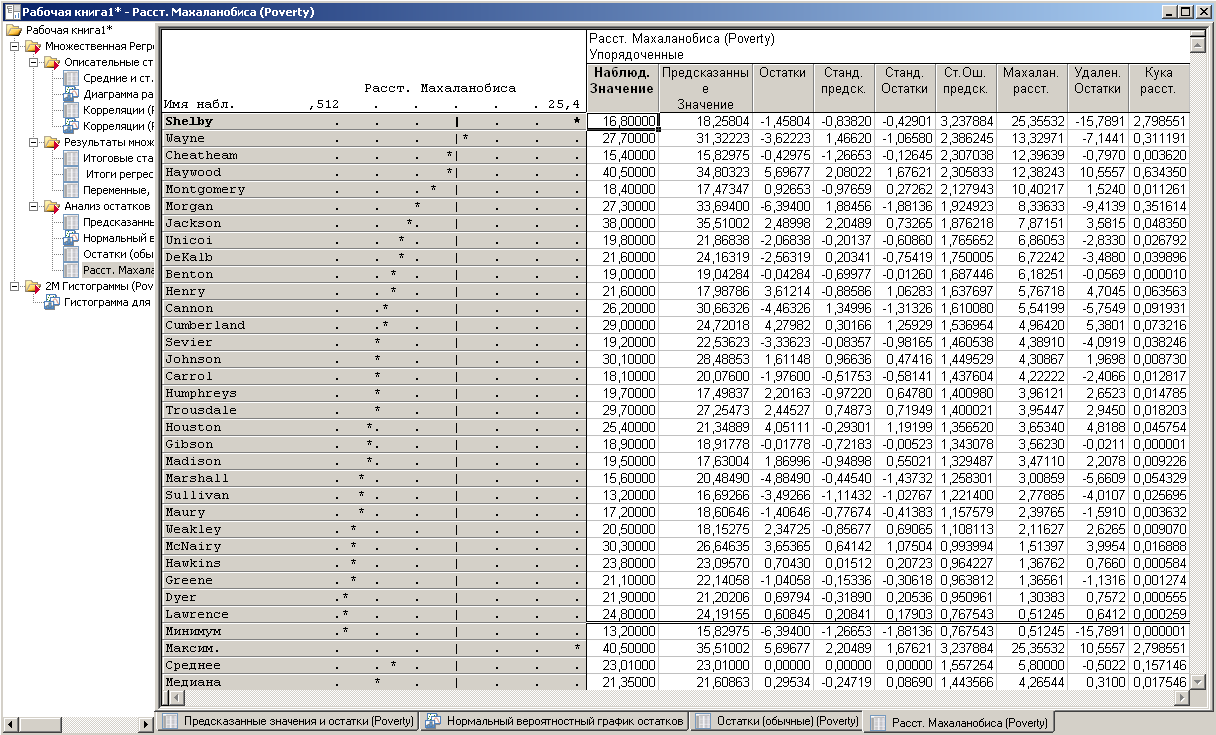 Рабочая книга1* - Расст. Махаланобиса (Poverty)
Рабочая книга1*
Множественная Регр
Описательные ст
Средние и ст.
Диаграмма ра
Корреляции (F
Корреляции (F
Результаты множ
Итоговые ста
Итоги регрес
Переменные,
Анализ остатков
Предсказаннь
Нормальный в
Остатки (обы
Расст. Махала
2М Гистограммы (Pov
Гистограмма для
Расст. Махаланобиса (Poverty)
Упорядоченные
Расст. Махаланобиса
Имя набл. ,512 . . . . . 25,4
Наблюд. Значение Предсказанны е Значение Остатки Станд. предск. Станд. Остатки Ст.Ош. предск. Махалан. расст. Удален. Остатки Кука расст.
Shelby . . . | . . * 16,80000 18,25804 -1,45804 -0,83820 -0,42901 3,237884 25,35532 -15,7891 2,798551
Wayne . . . |* . . . 27,70000 31,32223 -3,62223 1,46620 -1,06580 2,386245 13,32971 -7,1441 0,311191
Cheatheam . . . *| . . . 15,40000 15,82975 -0,42975 -1,26653 -0,12645 2,307038 12,39639 -0,7970 0,003620
Haywood . . . *| . . . 40,50000 34,80323 5,69677 2,08022 1,67621 2,305833 12,38243 10,5557 0,634350
Montgomery . . . * | . . . 18,40000 17,47347 0,92653 -0,97659 0,27262 2,127943 10,40217 1,5240 0,011261
Morgan . . * | . . . 27,30000 33,69400 -6,39400 1,88456 -1,88136 1,924923 8,33633 -9,4139 0,351614
Jackson . . *. | . . . 38,00000 35,51002 2,48998 2,20489 0,73265 1,876218 7,87151 3,5815 0,048350
Unicoi . . * . | . . . 19,80000 21,86838 -2,06838 -0,20137 -0,60860 1,765652 6,86053 -2,8330 0,026792
DeKalb . . * . | . . . 21,60000 24,16319 -2,56319 0,20341 -0,75419 1,750005 6,72242 -3,4880 0,039896
Benton . . * . | . . . 19,00000 19,04284 -0,04284 -0,69977 -0,01260 1,687446 6,18251 -0,0569 0,000010
Henry . . * . | . . . 21,60000 17,98786 3,61214 -0,88586 1,06283 1,637697 5,76718 4,7045 0,063563
Cannon . .* . | . . . 26,20000 30,66326 -4,46326 1,34996 -1,31326 1,610080 5,54199 -5,7549 0,091931
Cumberland . .* . | . . . 29,00000 24,72018 4,27982 0,30166 1,25929 1,536954 4,96420 5,3801 0,073216
Sevier . * . | . . . 19,20000 22,53623 -3,33623 -0,08357 -0,98165 1,460538 4,38910 -4,0919 0,038246
Johnson . * . | . . . 30,10000 28,48853 1,61148 0,96636 0,47416 1,449529 4,30867 1,9698 0,008730
Carrol . * . | . . . 18,10000 20,07600 -1,97600 -0,51753 -0,58141 1,437604 4,22222 -2,4066 0,012817
Humphreys . * . | . . . 19,70000 17,49837 2,20163 -0,97220 0,64780 1,400980 3,96121 2,6523 0,014785
Trousdale . * . | . . . 29,70000 27,25473 2,44527 0,74873 0,71949 1,400021 3,95447 2,9450 0,018203
Houston . *. . | . . . 25,40000 21,34889 4,05111 -0,29301 1,19199 1,356520 3,65340 4,8188 0,045754
Gibson . *. . | . . . 18,90000 18,91778 -0,01778 -0,72183 -0,00523 1,343078 3,56230 -0,0211 0,000001
Madison . *. . | . . . 19,50000 17,63004 1,86996 -0,94898 0,55021 1,329487 3,47110 2,2078 0,009226
Marshall . * . . | . . . 15,60000 20,48490 -4,88490 -0,45440 -1,43732 1,258301 3,00859 -5,6609 0,054329
Sullivan . * . . | . . . 13,20000 16,69266 -3,49266 -1,11432 -1,02767 1,221400 2,77885 -4,0107 0,025695
Maury . * . . | . . . 17,20000 18,60646 -1,40646 -0,77674 -0,41383 1,157579 2,39765 -1,5910 0,003632
Weakley . * . . | . . . 20,50000 18,15275 2,34725 -0,85677 0,69065 1,108113 2,11627 2,6265 0,009070
McNairy . * . . | . . . 30,30000 26,64635 3,65365 0,64142 1,07504 0,993994 1,51397 3,9954 0,016888
Hawkins . * . . | . . . 23,80000 23,09570 0,70430 0,01512 0,20723 0,964227 1,36762 0,7660 0,000584
Greene . * . . | . . . 21,10000 22,14058 -1,04058 -0,15336 -0,30618 0,963812 1,36561 -1,1316 0,001274
Dyer .* . . | . . . 21,90000 21,20206 0,69794 -0,31890 0,20536 0,950961 1,30383 0,7572 0,000555
Lawrence .* . . | . . . 24,80000 24,19155 0,60845 0,20841 0,17903 0,767543 0,51245 0,6412 0,000259
Минимум .* . . | . . . 13,20000 15,82975 -6,39400 -1,26653 -1,88136 0,767543 0,51245 -15,7891 0,000001
Максим. . . . | . . * 40,50000 35,51002 5,69677 2,20489 1,67621 3,237884 25,35532 10,5557 2,798551
Среднее . . * . | . . . 23,01000 23,01000 0,00000 0,00000 0,00000 1,557254 5,80000 -0,5022 0,157146
Медиана . * . | . . . 21,35000 21,60863 0,29534 -0,24719 0,08690 1,443566 4,26544 0,3100 0,017546
Предсказанные значения и остатки (Poverty) Нормальный вероятностный график остатков Остатки (обычные) (Poverty) Расст. Махаланобиса (Poverty)